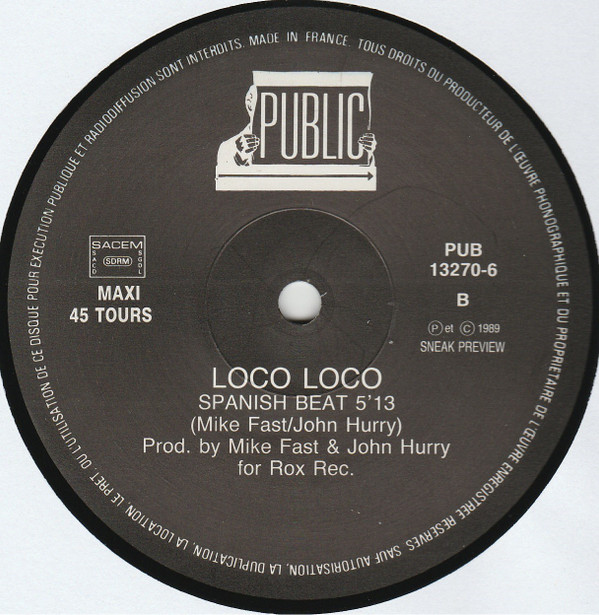 TOUS DROITS DU PRODUCTEUR DE L'ŒUVRE PHONOGRAPHIQUE ET DU PROPRIETAIRE DE L'ŒUVRE ENREGISTREE RESERVES. SAUF AUTORISATION, LA DUPLICATION, LA LOCATION, LE PRET, OU L'UTILISATION DE CE DISQUE POUR EXECUTION PUBLIQUE ET RADIODIFFUSION SONT INTERDITS. MADE IN FRANCE.
PUBLIC
SACEM
SACD
SDRM
SGDL
MAXI
45 TOURS
PUB
13270-6
B
Ⓟ et © 1989
SNEAK PREVIEW
LOCO LOCO
SPANISH BEAT 5'13
(Mike Fast/John Hurry)
Prod. by Mike Fast & John Hurry
for Rox Rec.